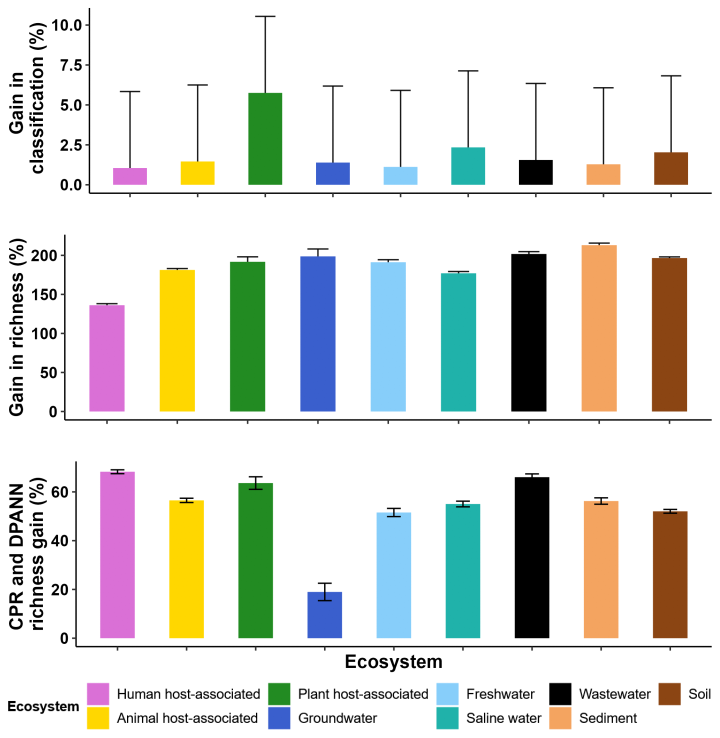 Gain in
classification (%)
10.0
7.5
5.0
2.5
0.0
Gain in richness (%)
200
150
100
50
0
CPR and DPANN
richness gain (%)
60
40
20
0
Ecosystem
Ecosystem
Human host-associated
Plant host-associated
Freshwater
Wastewater
Soil
Animal host-associated
Groundwater
Saline water
Sediment